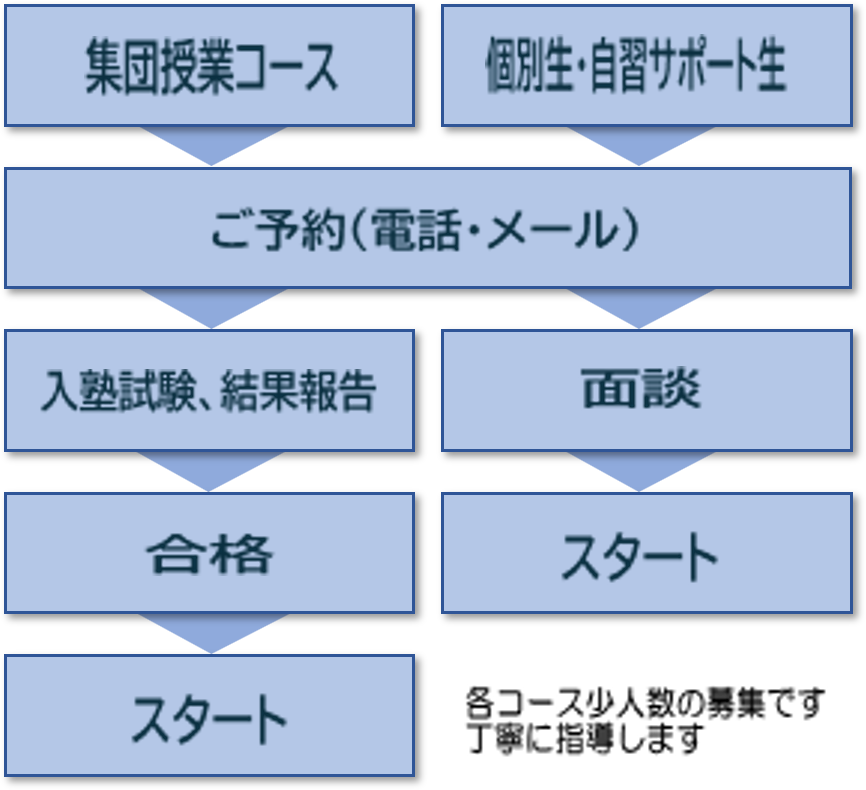 集団授業コース
個別生・自習サポート生
ご予約(電話・メール)
入塾試験、結果報告
面談
合格
スタート
スタート
各コース少人数の募集です
丁寧に指導します